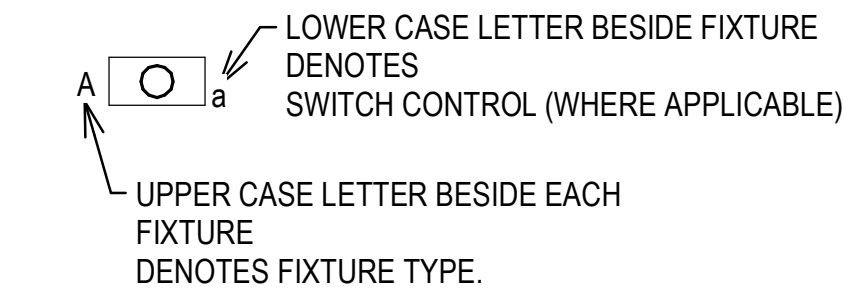 LOWER CASE LETTER BESIDE FIXTURE
DENOTES
SWITCH CONTROL (WHERE APPLICABLE)
A
a
UPPER CASE LETTER BESIDE EACH
FIXTURE
DENOTES FIXTURE TYPE.